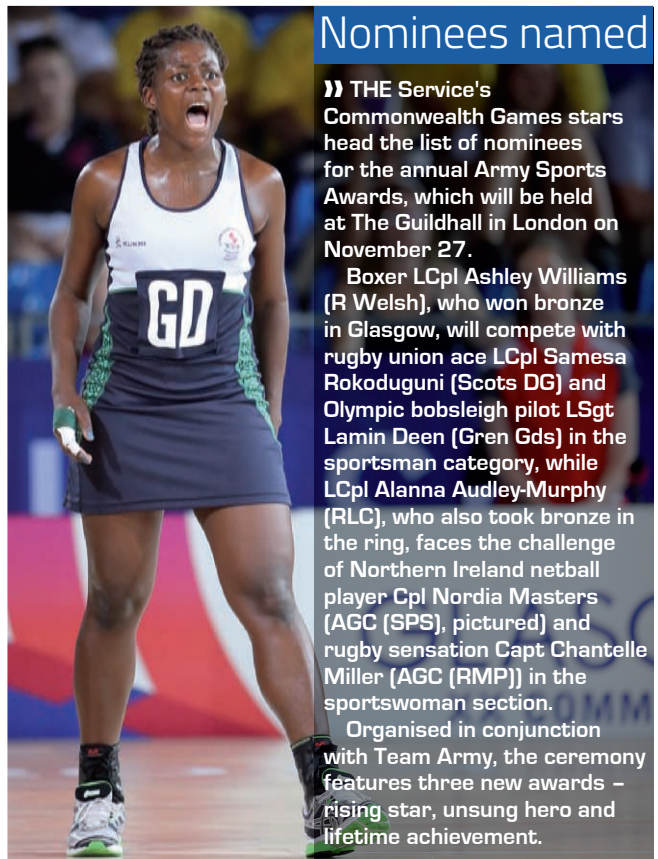 Nominees named
⟫ THE Service's
Commonwealth Games stars
head the list of nominees
for the annual Army Sports
Awards, which will be held
at The Guildhall in London on
November 27.
Boxer LCpl Ashley Williams
(R Welsh), who won bronze
in Glasgow, will compete with
rugby union ace LCpl Samesa
Rokoduguni (Scots DG) and
Olympic bobsleigh pilot LSgt
Lamin Deen (Gren Gds) in the
sportsman category, while
LCpl Alanna Audley-Murphy
(RLC), who also took bronze in
the ring, faces the challenge
of Northern Ireland netball
player Cpl Nordia Masters
(AGC (SPS), pictured) and
rugby sensation Capt Chantelle
Miller (AGC (RMP)) in the
sportswoman section.
Organised in conjunction
with Team Army, the ceremony
features three new awards –
rising star, unsung hero and
lifetime achievement.
KUKRI
GD
GLASC
XX COMM